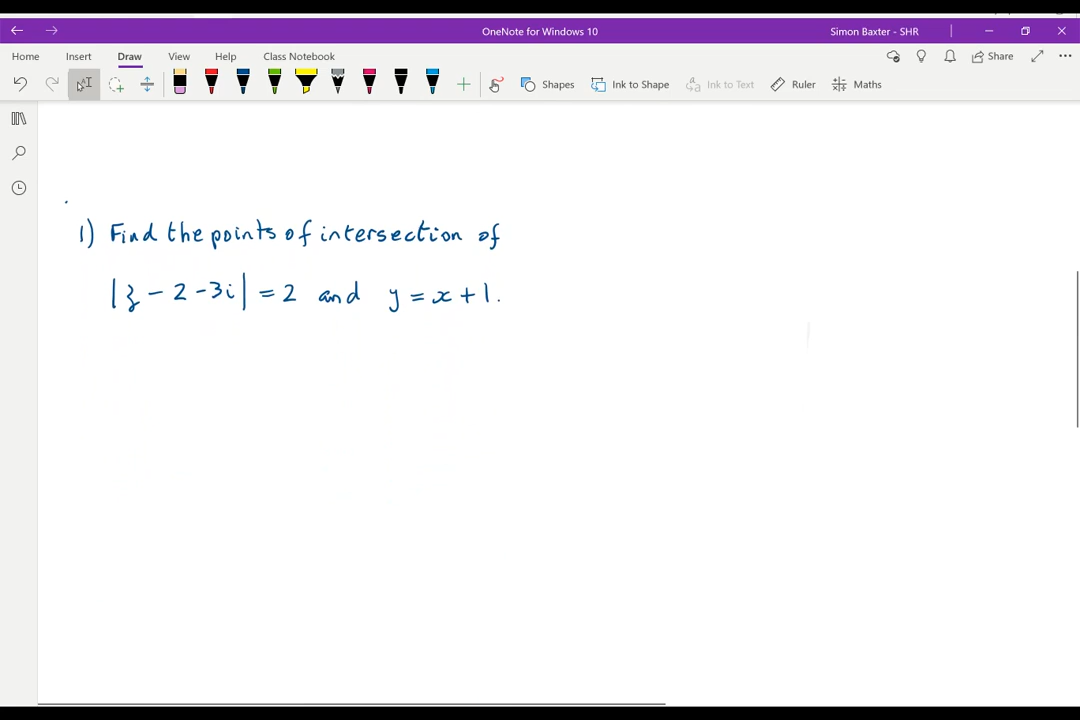 OneNote for Windows 10
Simon Baxter - SHR
Home Insert Draw View Help Class Notebook
Share
Shapes Ink to Shape Ink to Text Ruler Maths
1) Find the points of intersection of
|z - 2 - 3i| = 2 and y = x + 1.